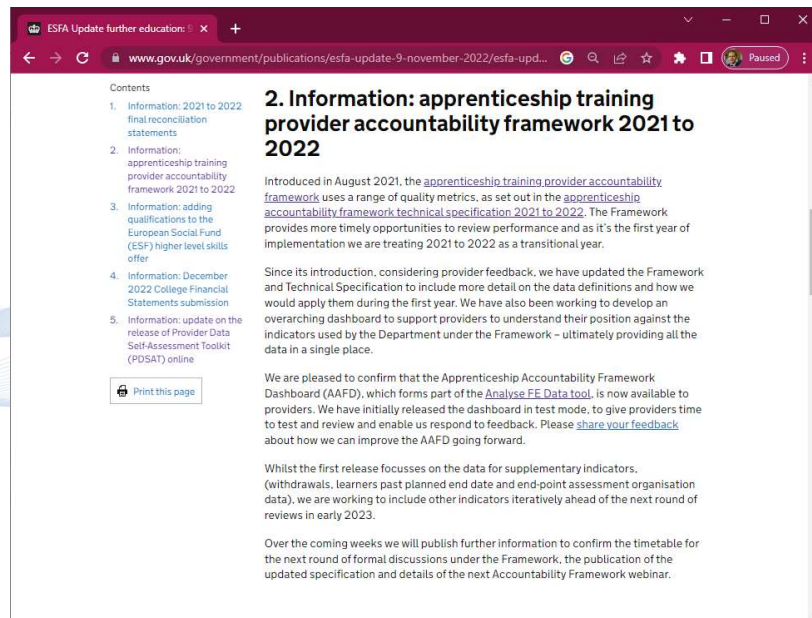 ESFA Update further education: 9
www.gov.uk/government/publications/esfa-update-9-november-2022/esfa-upd...
Paused
Contents
1. Information: 2021 to 2022
final reconciliation
statements
2. Information:
apprenticeship training
provider accountability
framework 2021 to 2022
3. Information: adding
qualifications to the
European Social Fund
(ESF) higher level skills
offer
4. Information: December
2022 College Financial
Statements submission
5. Information: update on the
release of Provider Data
Self-Assessment Toolkit
(PDSAT) online
Print this page
2. Information: apprenticeship training
provider accountability framework 2021 to
2022
Introduced in August 2021, the apprenticeship training provider accountability
framework uses a range of quality metrics, as set out in the apprenticeship
accountability framework technical specification 2021 to 2022. The Framework
provides more timely opportunities to review performance and as it's the first year of
implementation we are treating 2021 to 2022 as a transitional year.
Since its introduction, considering provider feedback, we have updated the Framework
and Technical Specification to include more detail on the data definitions and how we
would apply them during the first year. We have also been working to develop an
overarching dashboard to support providers to understand their position against the
indicators used by the Department under the Framework – ultimately providing all the
data in a single place.
We are pleased to confirm that the Apprenticeship Accountability Framework
Dashboard (AAFD), which forms part of the Analyse FE Data tool, is now available to
providers. We have initially released the dashboard in test mode, to give providers time
to test and review and enable us respond to feedback. Please share your feedback
about how we can improve the AAFD going forward.
Whilst the first release focusses on the data for supplementary indicators,
(withdrawals, learners past planned end date and end-point assessment organisation
data), we are working to include other indicators iteratively ahead of the next round of
reviews in early 2023.
Over the coming weeks we will publish further information to confirm the timetable for
the next round of formal discussions under the Framework, the publication of the
updated specification and details of the next Accountability Framework webinar.